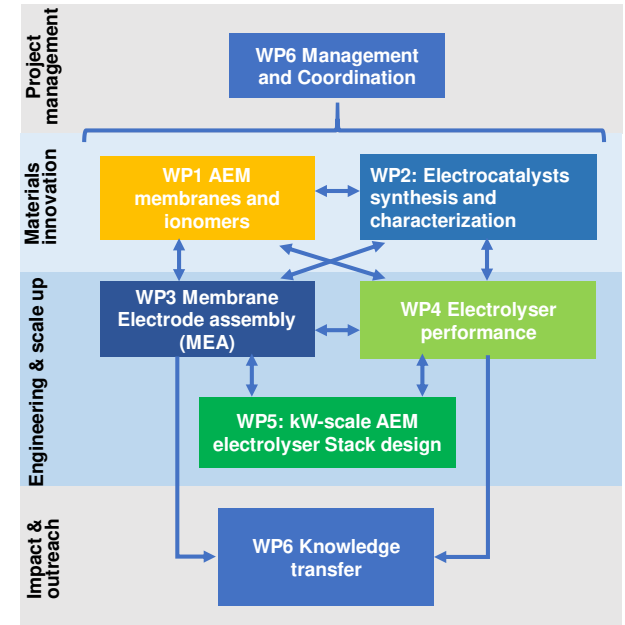 Project
management
WP6 Management
and Coordination
Materials
innovation
WP1 AEM
membranes and
ionomers
WP2: Electrocatalysts
synthesis and
characterization
Engineering & scale up
WP3 Membrane
Electrode assembly
(MEA)
WP4 Electrolyser
performance
WP5: kW-scale AEM
electrolyser Stack design
Impact &
outreach
WP6 Knowledge
transfer